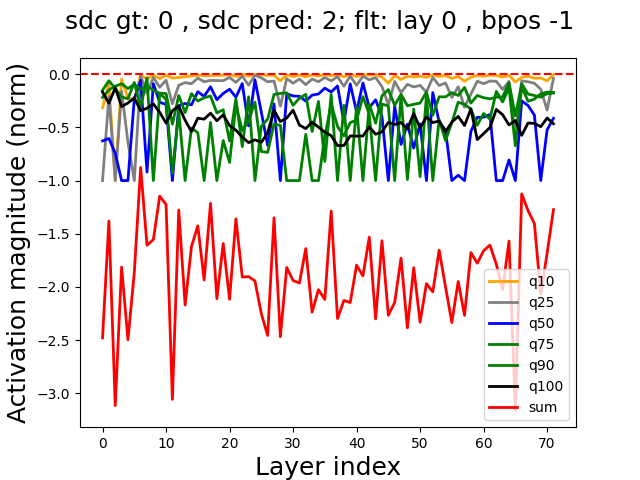 sdc gt: 0 , sdc pred: 2; flt: lay 0 , bpos -1
Activation magnitude (norm)
0.0
−0.5
−1.0
−1.5
−2.0
−2.5
−3.0
q10
q25
q50
q75
q90
q100
sum
0 10 20 30 40 50 60 70
Layer index